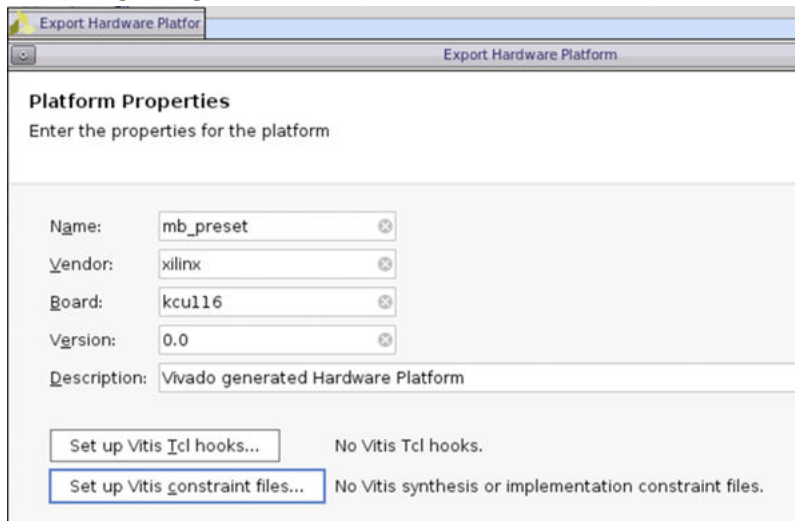 Export Hardware Platfor
Export Hardware Platform
Platform Properties
Enter the properties for the platform
Name: mb_preset
Vendor: xilinx
Board: kcu116
Version: 0.0
Description: Vivado generated Hardware Platform
Set up Vitis Tcl hooks... No Vitis Tcl hooks.
Set up Vitis constraint files... No Vitis synthesis or implementation constraint files.